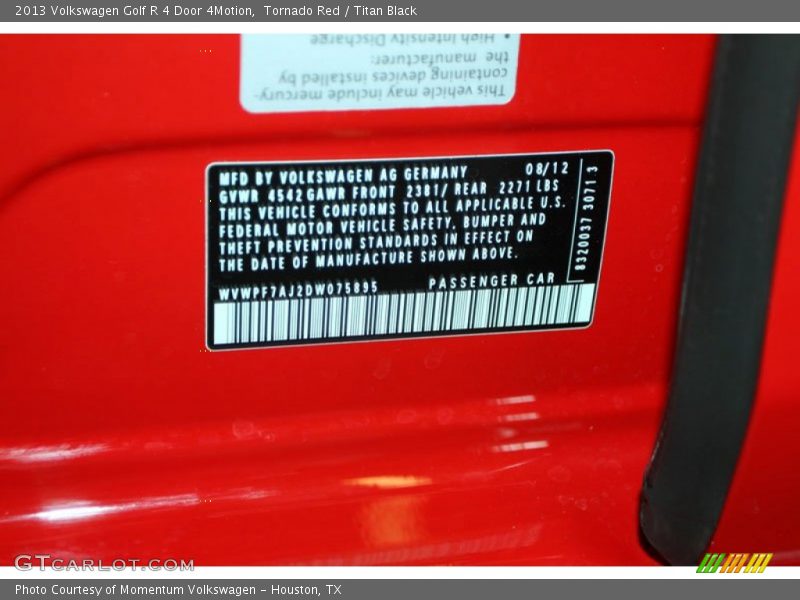 2013 Volkswagen Golf R 4 Door 4Motion,  Tornado Red / Titan Black
This vehicle may include mercury-
containing devices installed by
the manufacturer:
• High Intensity Discharge
MFD BY VOLKSWAGEN AG GERMANY 08/12
GVWR 4542 GAWR FRONT 2381/ REAR 2271 LBS
THIS VEHICLE CONFORMS TO ALL APPLICABLE U.S.
FEDERAL MOTOR VEHICLE SAFETY, BUMPER AND
THEFT PREVENTION STANDARDS IN EFFECT ON
THE DATE OF MANUFACTURE SHOWN ABOVE.
WVWPF7AJ2DW075895 PASSENGER CAR
8320037 3071 3
GTCARLOT.COM
Photo Courtesy of Momentum Volkswagen - Houston, TX